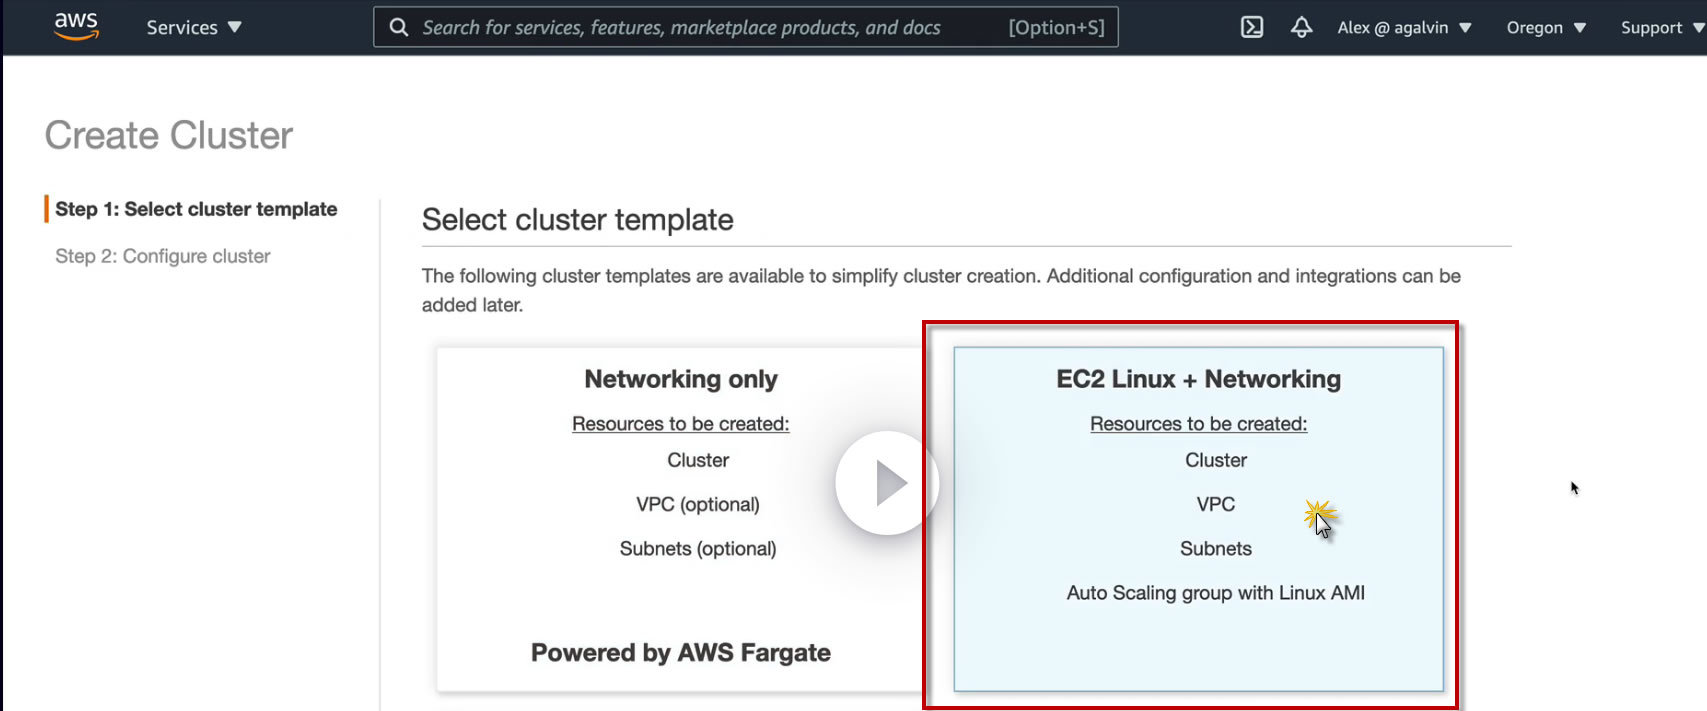 aws
Services
Search for services, features, marketplace products, and docs
[Option+S]
Alex @ agalvin
Oregon
Support
Create Cluster
Step 1: Select cluster template
Step 2: Configure cluster
Select cluster template
The following cluster templates are available to simplify cluster creation. Additional configuration and integrations can be
added later.
Networking only
Resources to be created:
Cluster
VPC (optional)
Subnets (optional)
Powered by AWS Fargate
EC2 Linux + Networking
Resources to be created:
Cluster
VPC
Subnets
Auto Scaling group with Linux AMI